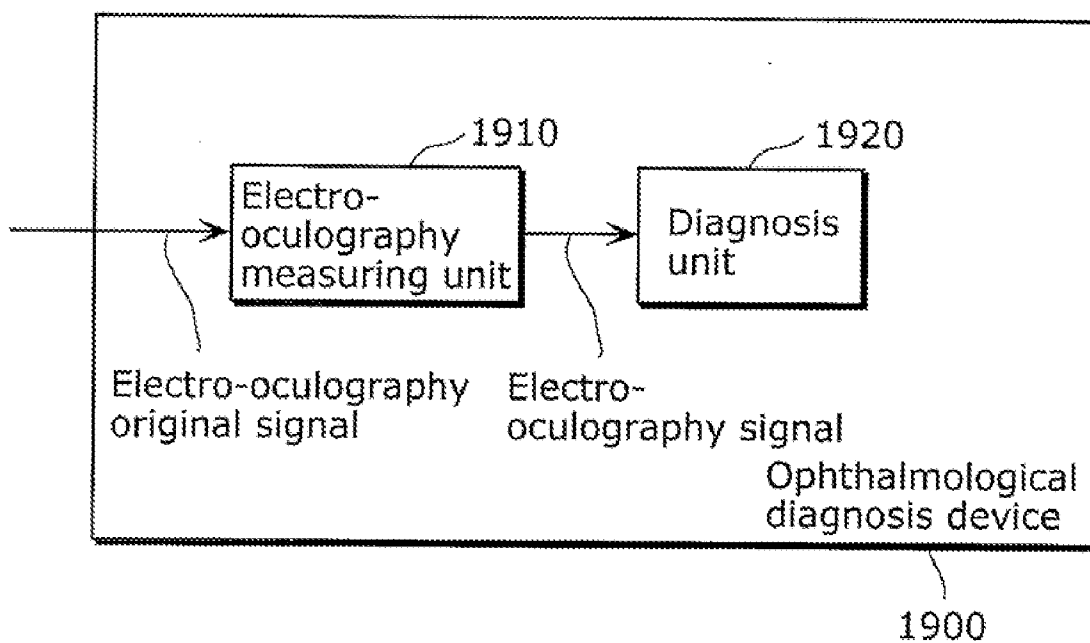 1910
1920
Electro-
oculography
measuring unit
Diagnosis
unit
Electro-oculography
original signal
Electro-
oculography signal
Ophthalmological
diagnosis device
1900